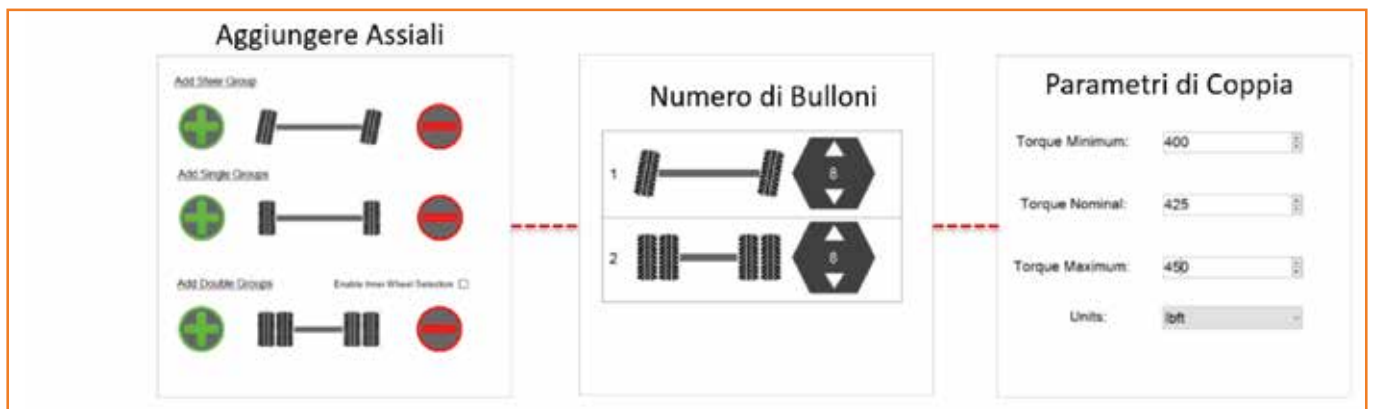 Aggiungere Assiali
Add Steer Group
Add Single Groups
Add Double Groups Enable Inner Wheel Selection
Numero di Bulloni
1 8
2 8
Parametri di Coppia
Torque Minimum: 400
Torque Nominal: 425
Torque Maximum: 450
Units: lbft